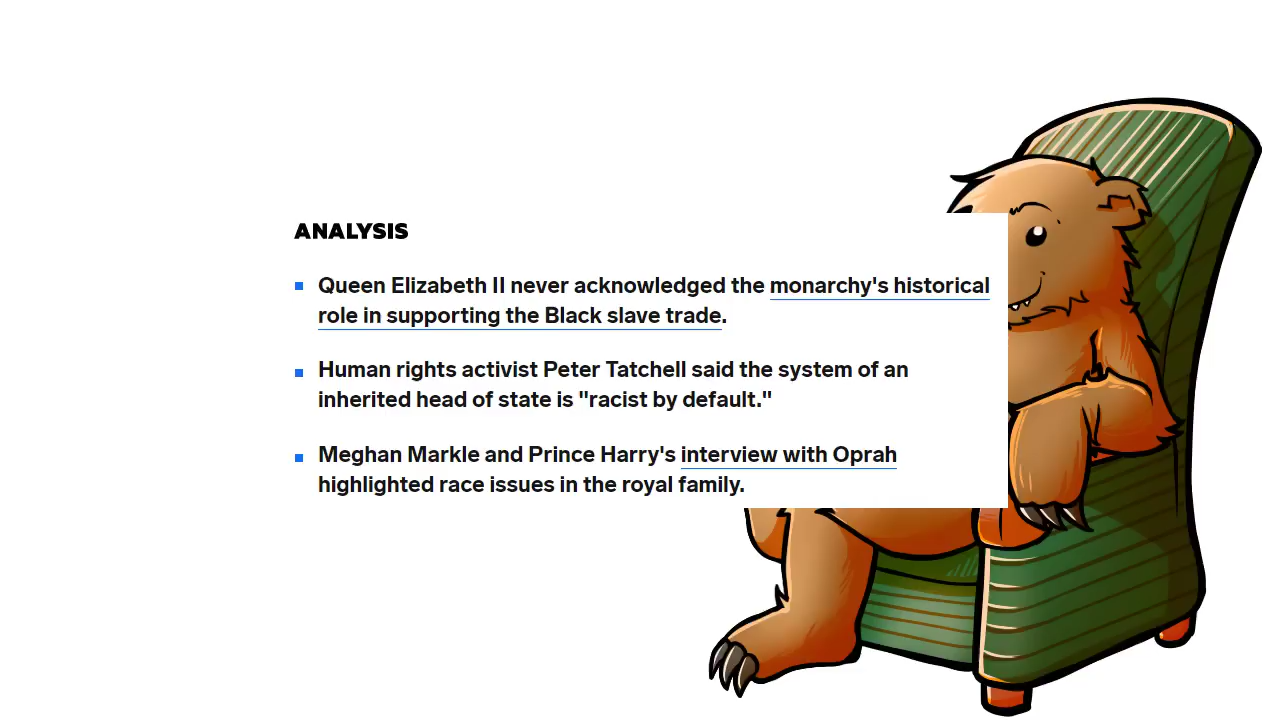 ANALYSIS
Queen Elizabeth II never acknowledged the monarchy's historical
role in supporting the Black slave trade.
Human rights activist Peter Tatchell said the system of an
inherited head of state is "racist by default."
Meghan Markle and Prince Harry's interview with Oprah
highlighted race issues in the royal family.